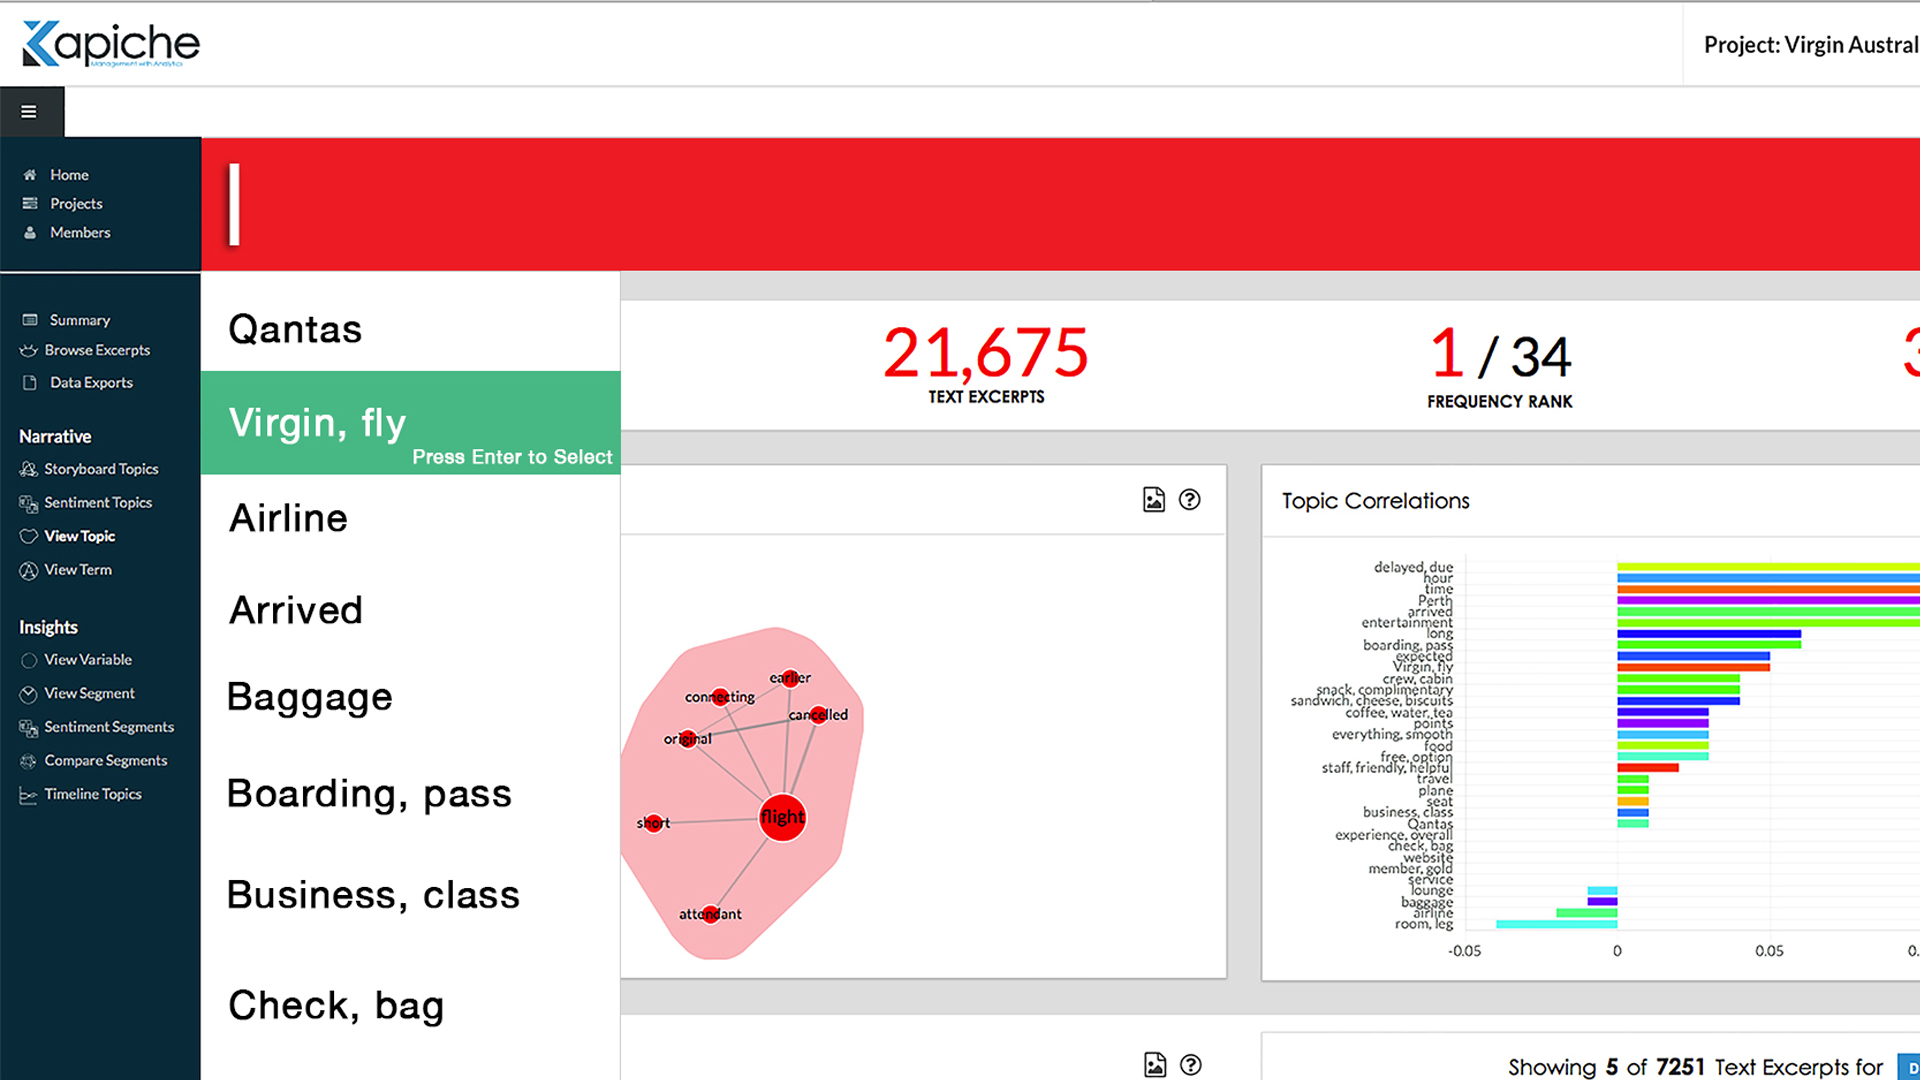 Kapiche
Management with Analytics
Project: Virgin Austral
Home
Projects
Members
Summary
Browse Excerpts
Data Exports
Narrative
Storyboard Topics
Sentiment Topics
View Topic
View Term
Insights
View Variable
View Segment
Sentiment Segments
Compare Segments
Timeline Topics
Qantas
Virgin, fly
Press Enter to Select
Airline
Arrived
Baggage
Boarding, pass
Business, class
Check, bag
21,675
TEXT EXCERPTS
1 / 34
FREQUENCY RANK
3
earlier
connecting
cancelled
original
short
flight
attendant
Topic Correlations
delayed, due
hour
time
Perth
arrived
entertainment
long
boarding, pass
expected
Virgin, fly
crew, cabin
snack, complimentary
sandwich, cheese, biscuits
coffee, water, tea
points
everything, smooth
food
free, option
staff, friendly, helpful
travel
plane
seat
business, class
Qantas
experience, overall
check, bag
website
member, gold
service
lounge
baggage
airline
room, leg
-0.05 0 0.05 0.
Showing 5 of 7251 Text Excerpts for D